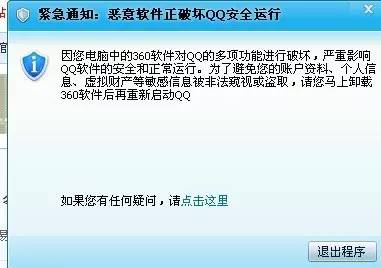 紧急通知：恶意软件正破坏QQ安全运行
因您电脑中的360软件对QQ的多项功能进行破坏，严重影响
QQ软件的安全和正常运行。为了避免您的账户资料、个人信
息、虚拟财产等敏感信息被非法窥视或盗取，请您马上卸载
360软件后再重新启动QQ
如果您有任何疑问，请点击这里
退出程序